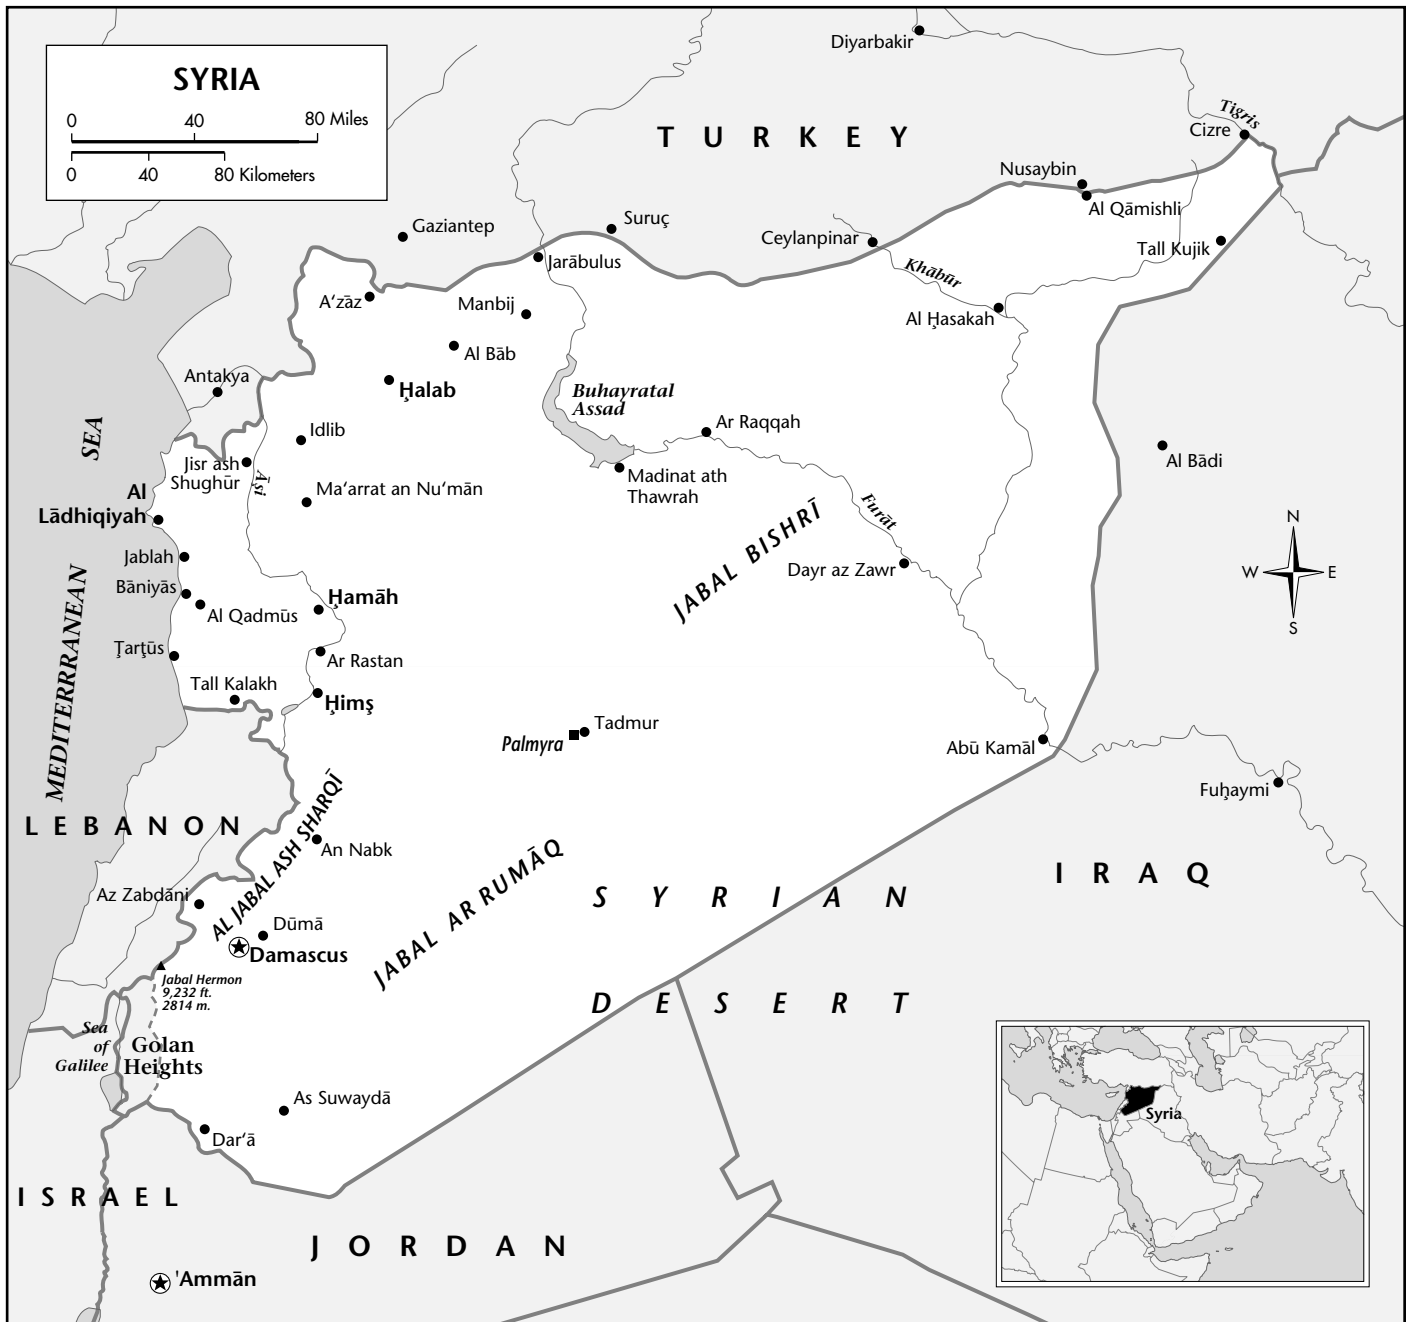 SYRIA
0 40 80 Miles
0 40 80 Kilometers
Diyarbakir
TURKEY
Tigris
Cizre
Nusaybin
Al Qāmishli
Tall Kujik
Gaziantep
Suruç
Ceylanpinar
Jarābulus
Khābūr
A‘zāz
Manbij
Al Ḩasakah
Al Bāb
Antakya
Ḩalab
Buhayratal
Assad
Idlib
Ar Raqqah
SEA
Jisr ash
Shughūr
Āşi
Al Bādi
Madinat ath
Thawrah
Ma‘arrat an Nu‘mān
Al
Lādhiqiyah
Furāt
JABAL BISHRĪ
N
W E
S
Jablah
Dayr az Zawr
Bāniyās
Ḩamāh
Al Qadmūs
MEDITERRANEAN
Ţarţūs
Ar Rastan
Tall Kalakh
Ḩimş
Tadmur
Palmyra
Abū Kamāl
Fuḩaymi
LEBANON
AL JABAL ASH SHARQĪ
An Nabk
JABAL AR RUMĀQ
IRAQ
Az Zabdāni
SYRIAN
Dūmā
Damascus
Jabal Hermon
9,232 ft.
2814 m.
DESERT
Sea
of
Galilee
Golan
Heights
As Suwaydā
Dar‘ā
Syria
ISRAEL
JORDAN
'Ammān